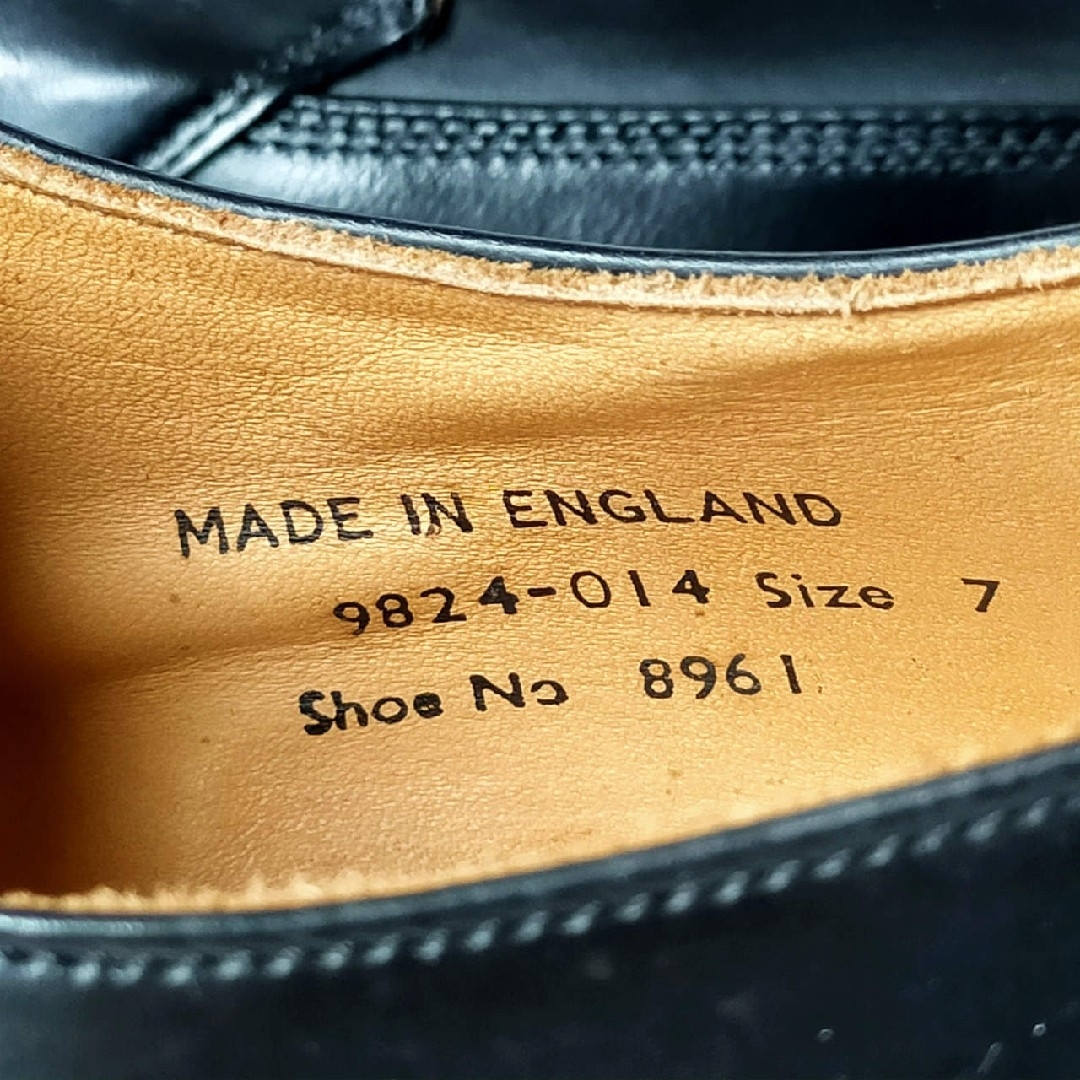 MADE IN ENGLAND
9824-014 Size 7
Shoe No 8961